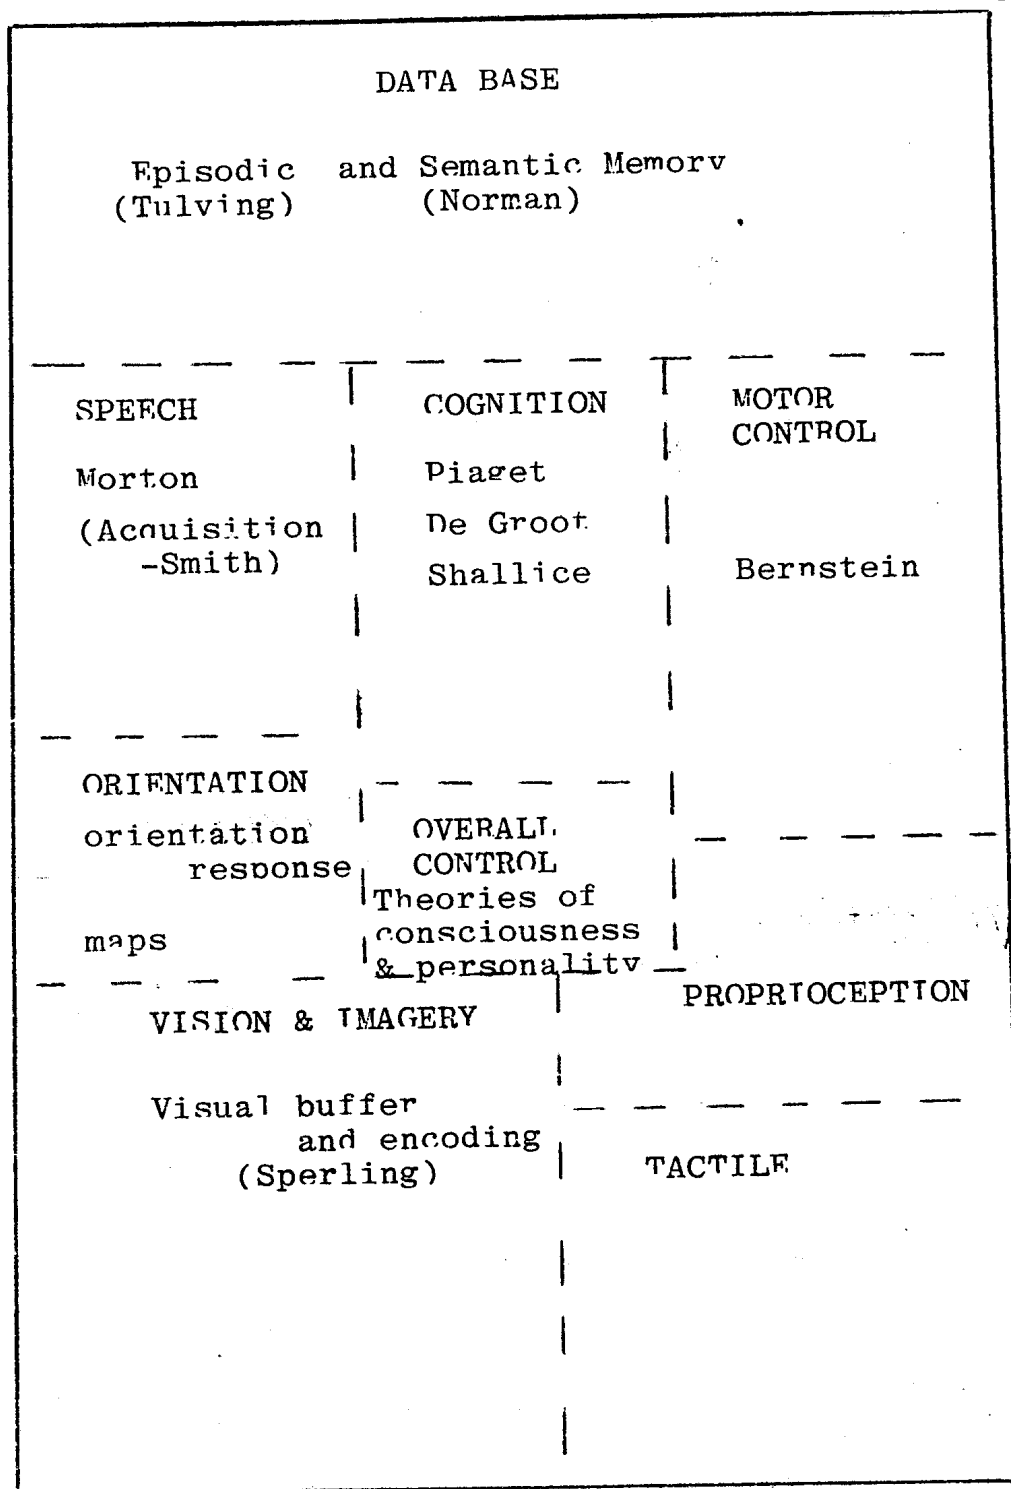 DATA BASE
Episodic and Semantic Memory
(Tulving) (Norman)
SPEECH
Morton
(Acquisition
-Smith)
COGNITION
Piaget
De Groot
Shallice
MOTOR
CONTROL
Bernstein
ORIENTATION
orientation
response
maps
OVERALL
CONTROL
Theories of
consciousness
& personality
PROPRIOCEPTION
VISION & IMAGERY
Visual buffer
and encoding
(Sperling)
TACTILE